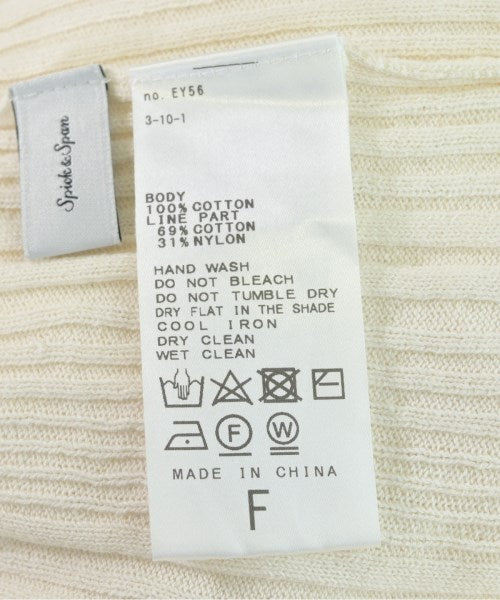 Spick&Span
no. EY56
3-10-1
BODY
100% COTTON
LINE PART
69% COTTON
31% NYLON
HAND WASH
DO NOT BLEACH
DO NOT TUMBLE DRY
DRY FLAT IN THE SHADE
COOL IRON
DRY CLEAN
WET CLEAN
F W
MADE IN CHINA
F